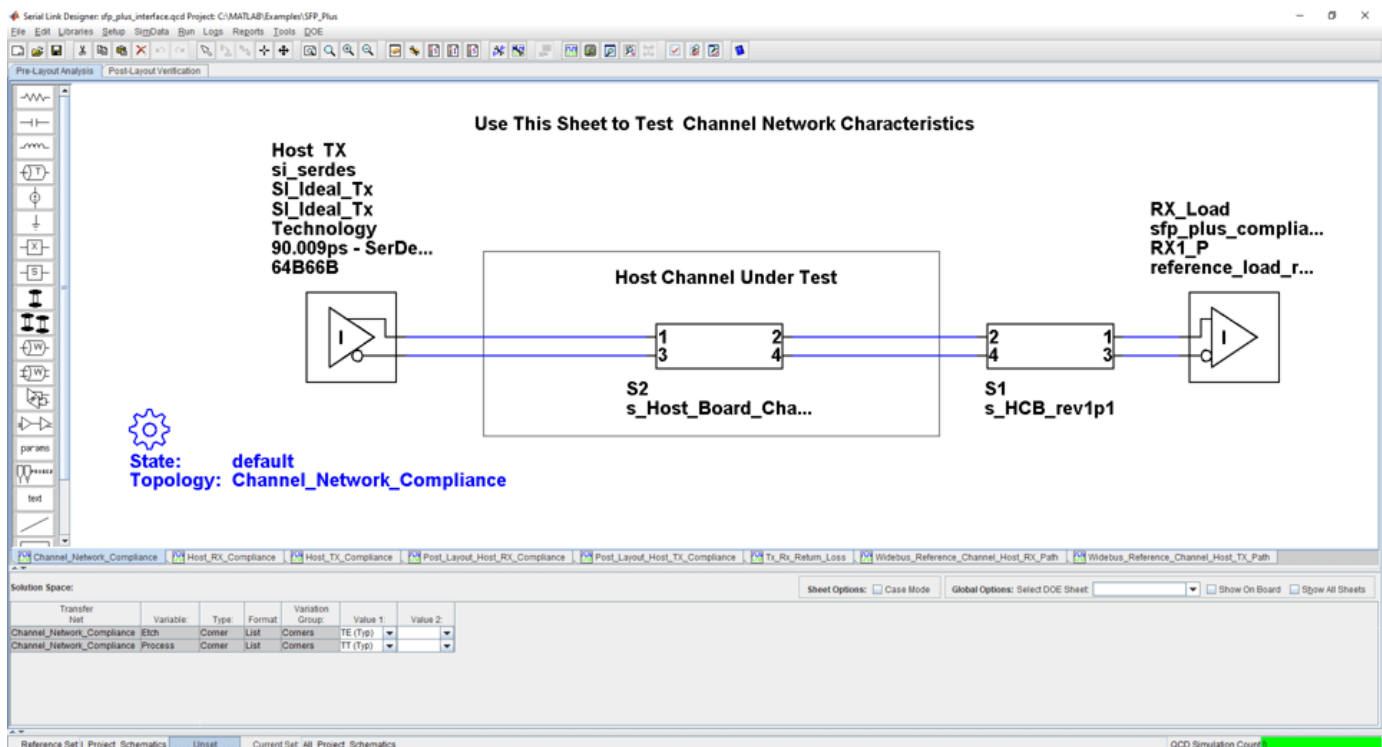 Serial Link Designer: sfp_plus_interface.qcd Project: C:\MATLAB\Examples\SFP_Plus
File Edit Libraries Setup SimData Run Logs Reports Tools DOE
Pre-Layout Analysis Post-Layout Verification
Use This Sheet to Test Channel Network Characteristics
Host TX
si_serdes
SI_Ideal_Tx
SI_Ideal_Tx
Technology
90.009ps - SerDe...
64B66B
RX_Load
sfp_plus_complia...
RX1_P
reference_load_r...
Host Channel Under Test
I
1 2
3 4
2 1
4 3
I
S2
s_Host_Board_Cha...
S1
s_HCB_rev1p1
State: default
Topology: Channel_Network_Compliance
T
X
S
W
W
params
text
Channel_Network_Compliance Host_RX_Compliance Host_TX_Compliance Post_Layout_Host_RX_Compliance Post_Layout_Host_TX_Compliance Tx_Rx_Return_Loss Widebus_Reference_Channel_Host_RX_Path Widebus_Reference_Channel_Host_TX_Path
Solution Space:
Sheet Options: Case Mode Global Options: Select DOE Sheet: Show On Board Show All Sheets
Transfer Net Variable: Type: Format Variation Group: Value 1: Value 2:
Channel_Network_Compliance Etch Corner List Corners TE (Typ)
Channel_Network_Compliance Process Corner List Corners TT (Typ)
Reference Set: Project_Schematics Unset Current Set: All_Project_Schematics QCD Simulation Count: